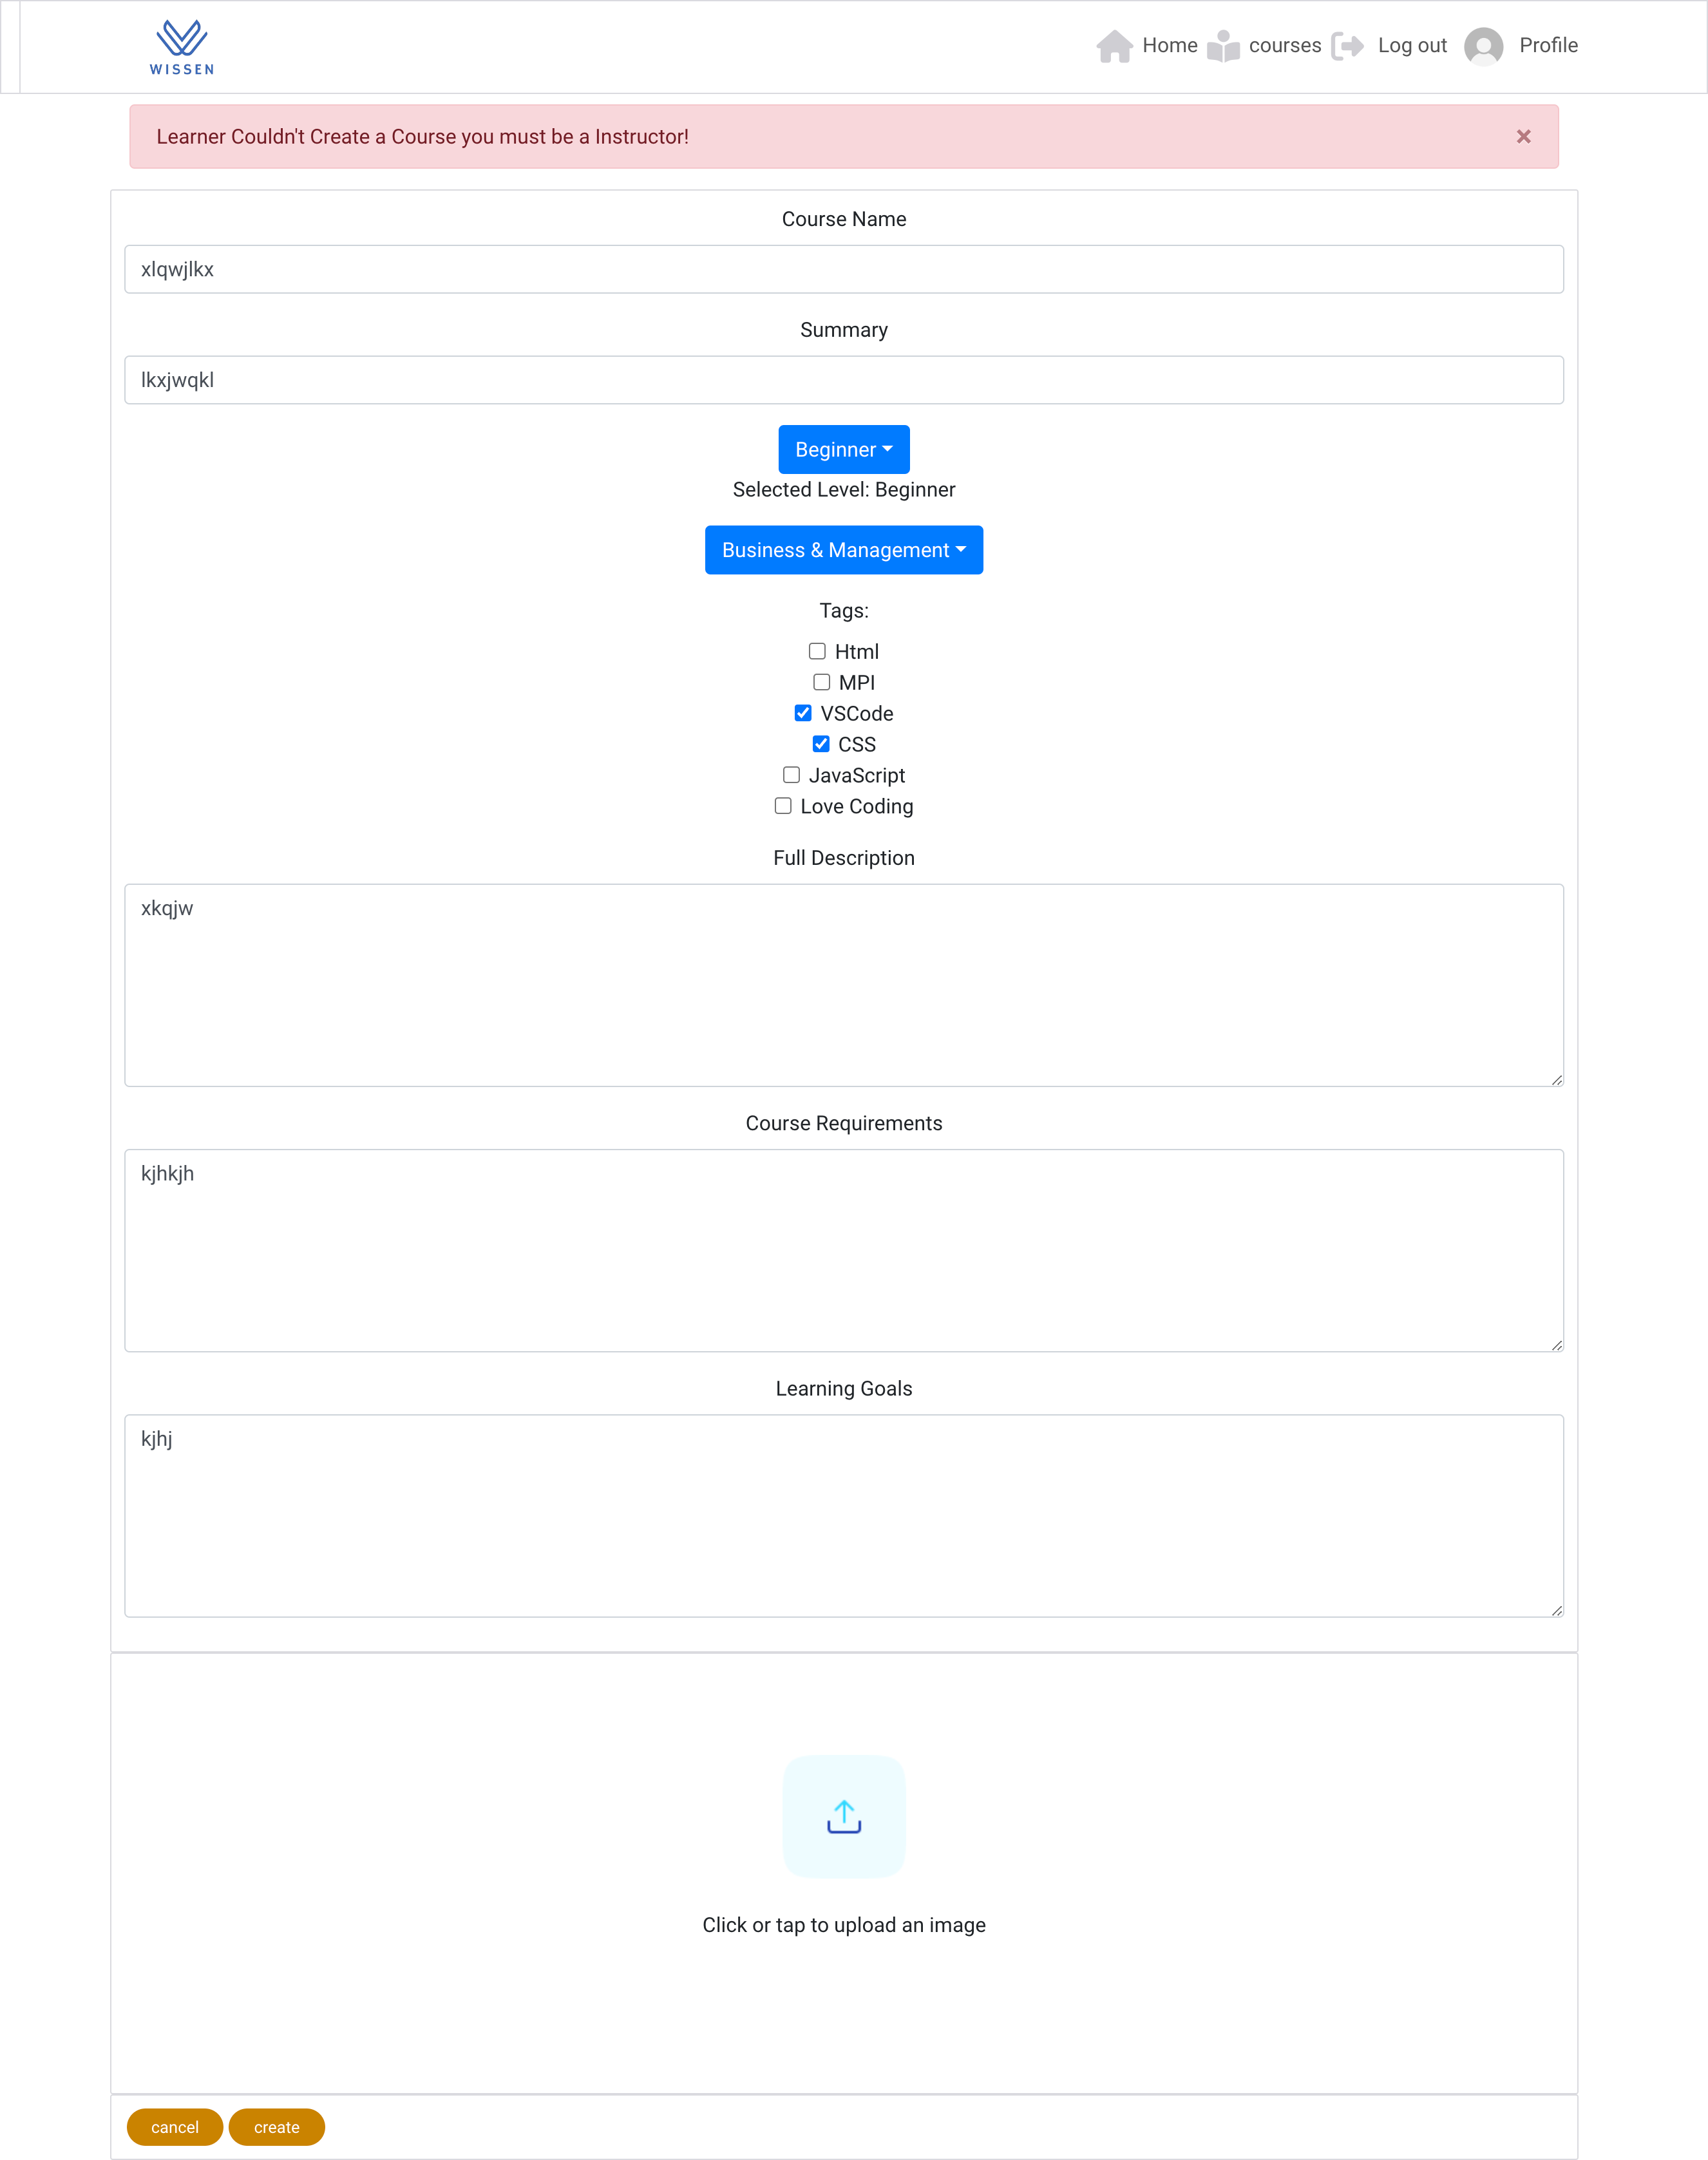 WISSEN
Home courses Log out Profile
Learner Couldn't Create a Course you must be a Instructor! ×
Course Name
xlqwjlkx
Summary
lkxjwqkl
Beginner
Selected Level: Beginner
Business & Management
Tags:
Html
MPI
VSCode
CSS
JavaScript
Love Coding
Full Description
xkqjw
Course Requirements
kjhkjh
Learning Goals
kjhj
Click or tap to upload an image
cancel create